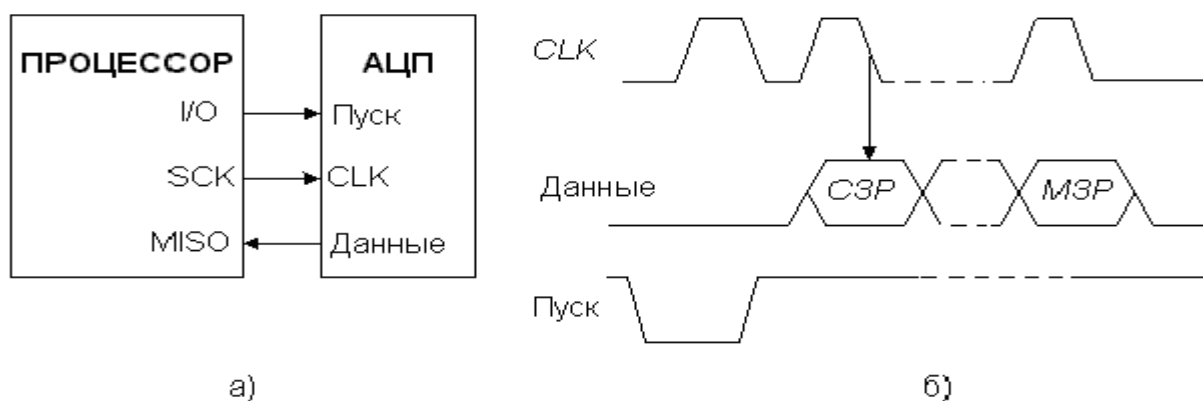 ПРОЦЕССОР
I/O
SCK
MISO
АЦП
Пуск
CLK
Данные
а)
CLK
Данные
СЗР
МЗР
Пуск
б)